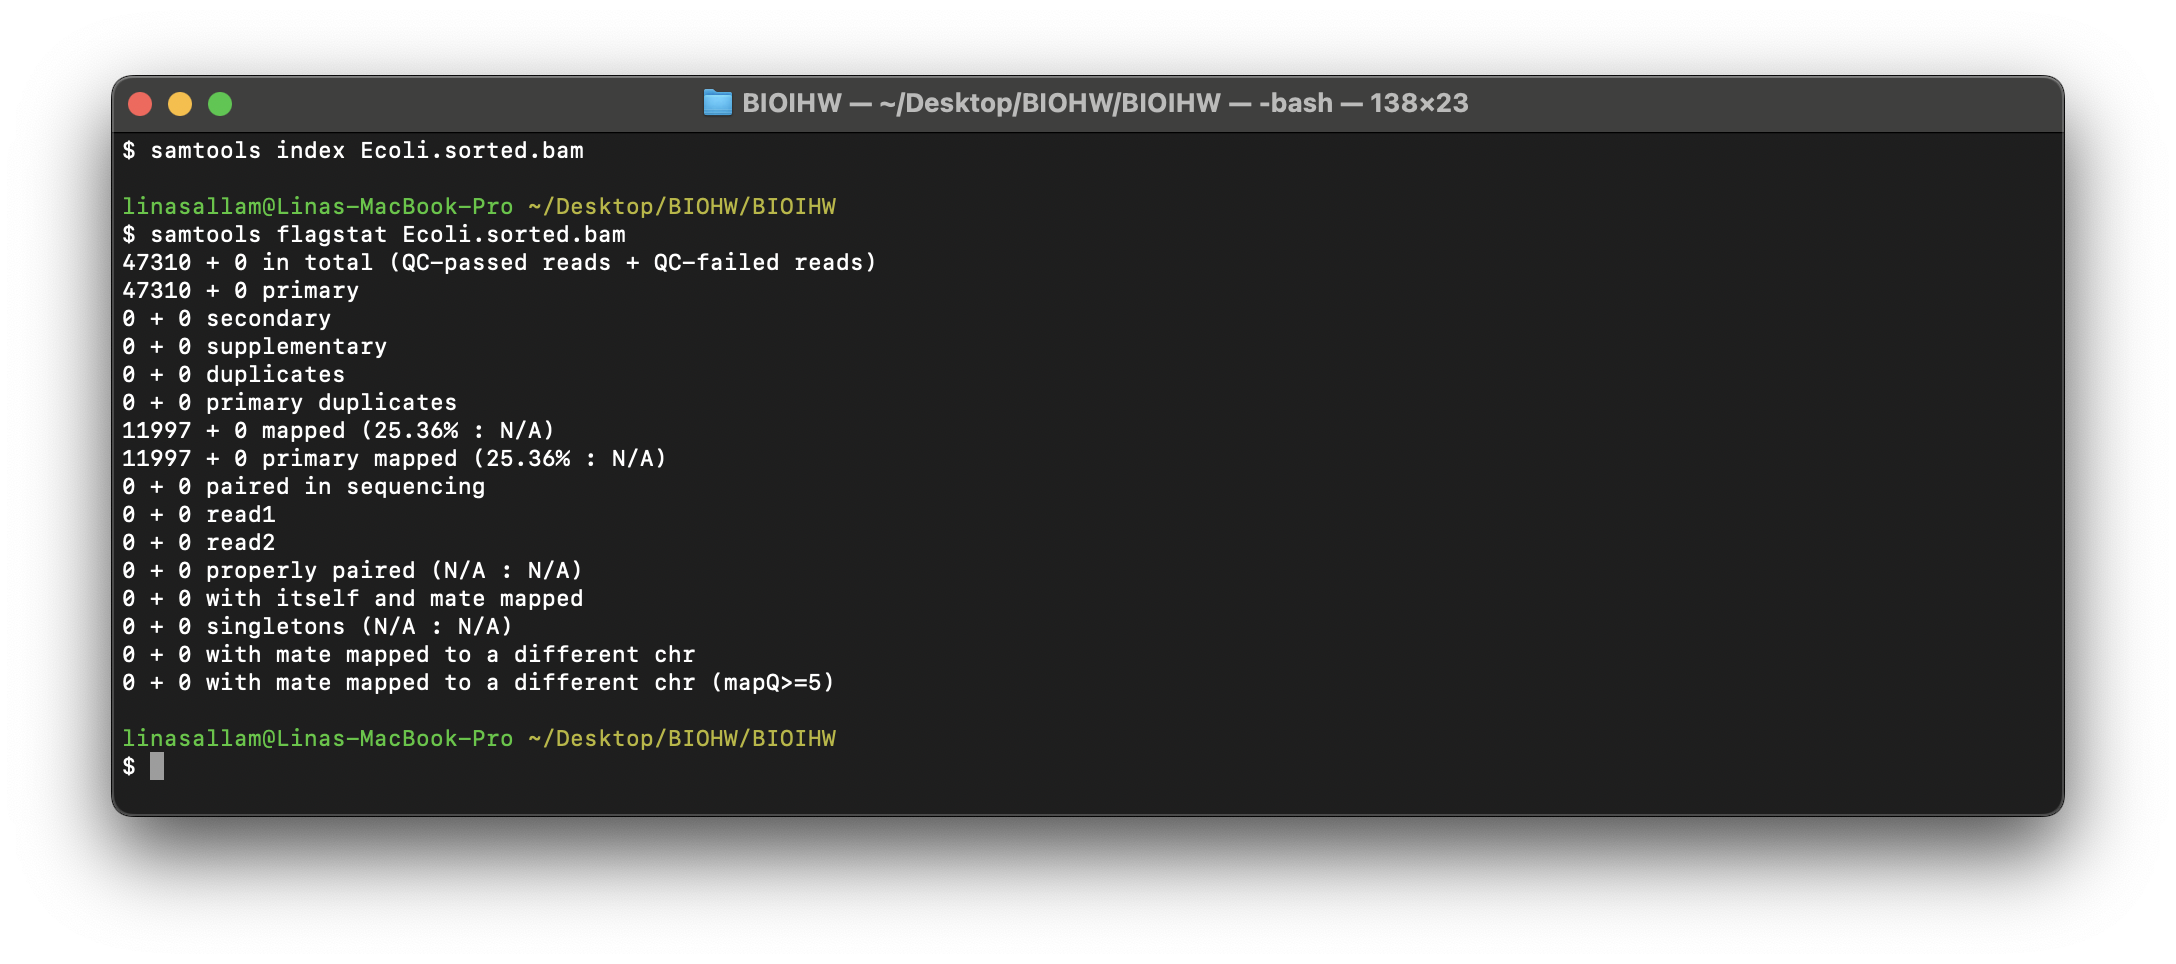 BIOIHW — ~/Desktop/BIOHW/BIOIHW — -bash — 138×23
$ samtools index Ecoli.sorted.bam
linasallam@Linas-MacBook-Pro ~/Desktop/BIOHW/BIOIHW
$ samtools flagstat Ecoli.sorted.bam
47310 + 0 in total (QC-passed reads + QC-failed reads)
47310 + 0 primary
0 + 0 secondary
0 + 0 supplementary
0 + 0 duplicates
0 + 0 primary duplicates
11997 + 0 mapped (25.36% : N/A)
11997 + 0 primary mapped (25.36% : N/A)
0 + 0 paired in sequencing
0 + 0 read1
0 + 0 read2
0 + 0 properly paired (N/A : N/A)
0 + 0 with itself and mate mapped
0 + 0 singletons (N/A : N/A)
0 + 0 with mate mapped to a different chr
0 + 0 with mate mapped to a different chr (mapQ>=5)
linasallam@Linas-MacBook-Pro ~/Desktop/BIOHW/BIOIHW
$